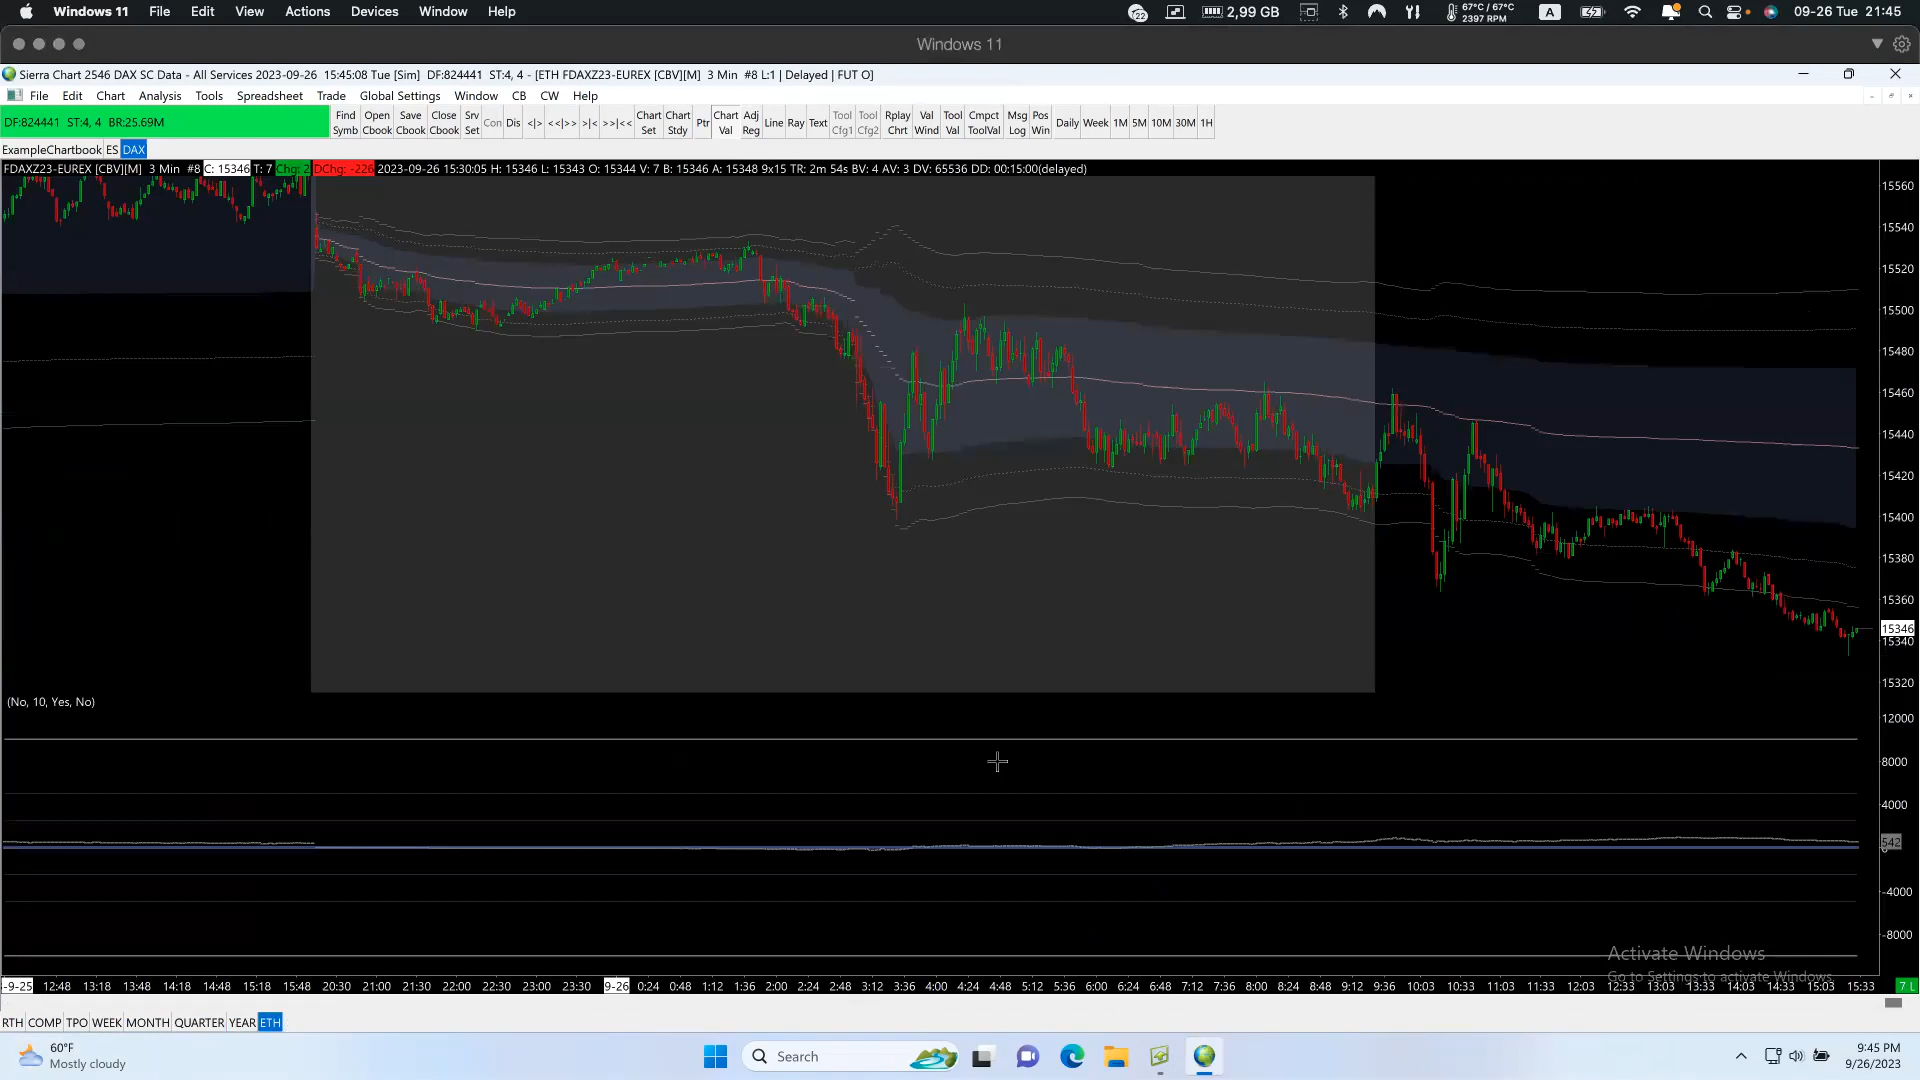 Windows 11 File Edit View Actions Devices Window Help 22 2,99 GB 67°C / 67°C 2397 RPM A 09-26 Tue 21:45
Windows 11
Sierra Chart 2546 DAX SC Data - All Services 2023-09-26 15:45:08 Tue [Sim] DF:824441 ST:4, 4 - [ETH FDAXZ23-EUREX [CBV][M] 3 Min #8 L:1 | Delayed | FUT O]
File Edit Chart Analysis Tools Spreadsheet Trade Global Settings Window CB CW Help
DF:824441 ST:4, 4 BR:25.69M
Find Symb Open Cbook Save Cbook Close Cbook Srv Set Con Dis <|> <<|>> >|< >>|<< Chart Set Chart Stdy Ptr Chart Val Adj Reg Line Ray Text Tool Cfg1 Tool Cfg2 Rplay Chrt Val Wind Tool Val Cmpct ToolVal Msg Log Pos Win Daily Week 1M 5M 10M 30M 1H
ExampleChartbook ES DAX
FDAXZ23-EUREX [CBV][M] 3 Min #8 C: 15346 T: 7 Chg: 2 DChg: -226 2023-09-26 15:30:05 H: 15346 L: 15343 O: 15344 V: 7 B: 15346 A: 15348 9x15 TR: 2m 54s BV: 4 AV: 3 DV: 65536 DD: 00:15:00(delayed)
15560
15540
15520
15500
15480
15460
15440
15420
15400
15380
15360
15346
15340
15320
(No, 10, Yes, No)
12000
8000
4000
542
-4000
-8000
Activate Windows
Go to Settings to activate Windows.
-9-25 12:48 13:18 13:48 14:18 14:48 15:18 15:48 20:30 21:00 21:30 22:00 22:30 23:00 23:30 9-26 0:24 0:48 1:12 1:36 2:00 2:24 2:48 3:12 3:36 4:00 4:24 4:48 5:12 5:36 6:00 6:24 6:48 7:12 7:36 8:00 8:24 8:48 9:12 9:36 10:03 10:33 11:03 11:33 12:03 12:33 13:03 13:33 14:03 14:33 15:03 15:33 7 L
RTH COMP TPO WEEK MONTH QUARTER YEAR ETH
60°F
Mostly cloudy
Search
9:45 PM
9/26/2023